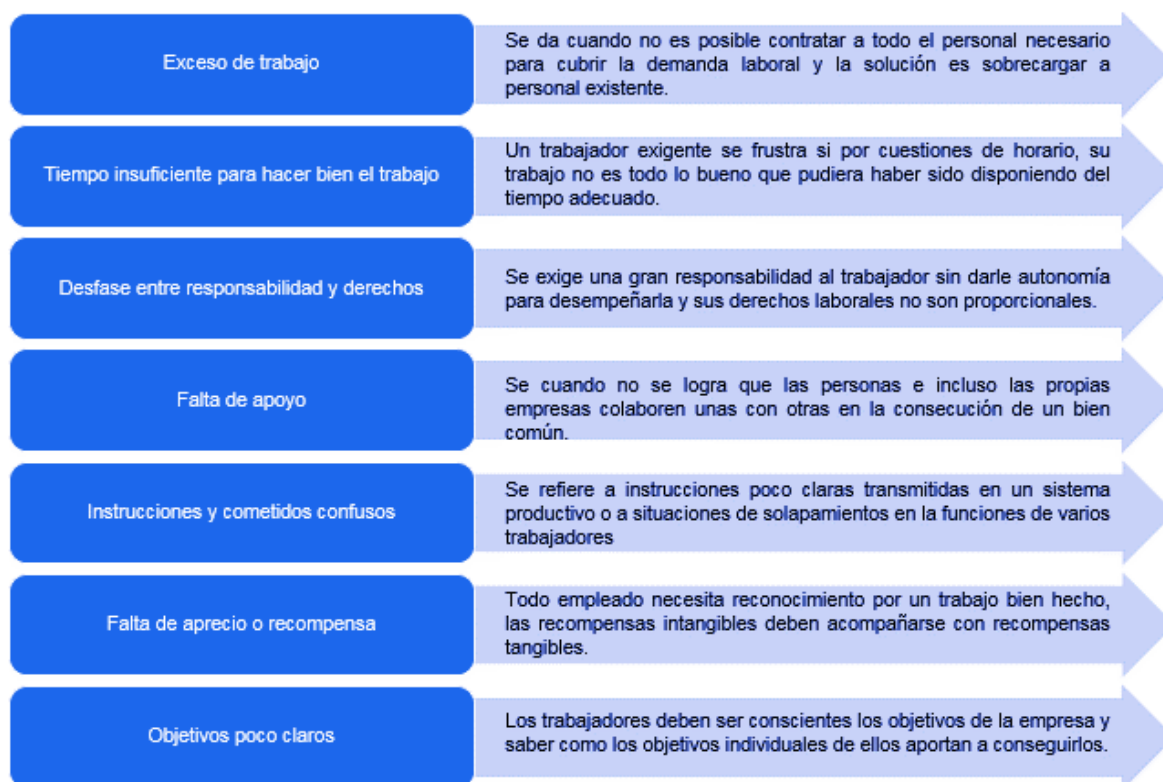 Exceso de trabajo
Se da cuando no es posible contratar a todo el personal necesario
para cubrir la demanda laboral y la solución es sobrecargar a
personal existente.
Tiempo insuficiente para hacer bien el trabajo
Un trabajador exigente se frustra si por cuestiones de horario, su
trabajo no es todo lo bueno que pudiera haber sido disponiendo del
tiempo adecuado.
Desfase entre responsabilidad y derechos
Se exige una gran responsabilidad al trabajador sin darle autonomía
para desempeñarla y sus derechos laborales no son proporcionales.
Falta de apoyo
Se cuando no se logra que las personas e incluso las propias
empresas colaboren unas con otras en la consecución de un bien
común.
Instrucciones y cometidos confusos
Se refiere a instrucciones poco claras transmitidas en un sistema
productivo o a situaciones de solapamientos en la funciones de varios
trabajadores
Falta de aprecio o recompensa
Todo empleado necesita reconocimiento por un trabajo bien hecho,
las recompensas intangibles deben acompañarse con recompensas
tangibles.
Objetivos poco claros
Los trabajadores deben ser conscientes los objetivos de la empresa y
saber como los objetivos individuales de ellos aportan a conseguirlos.